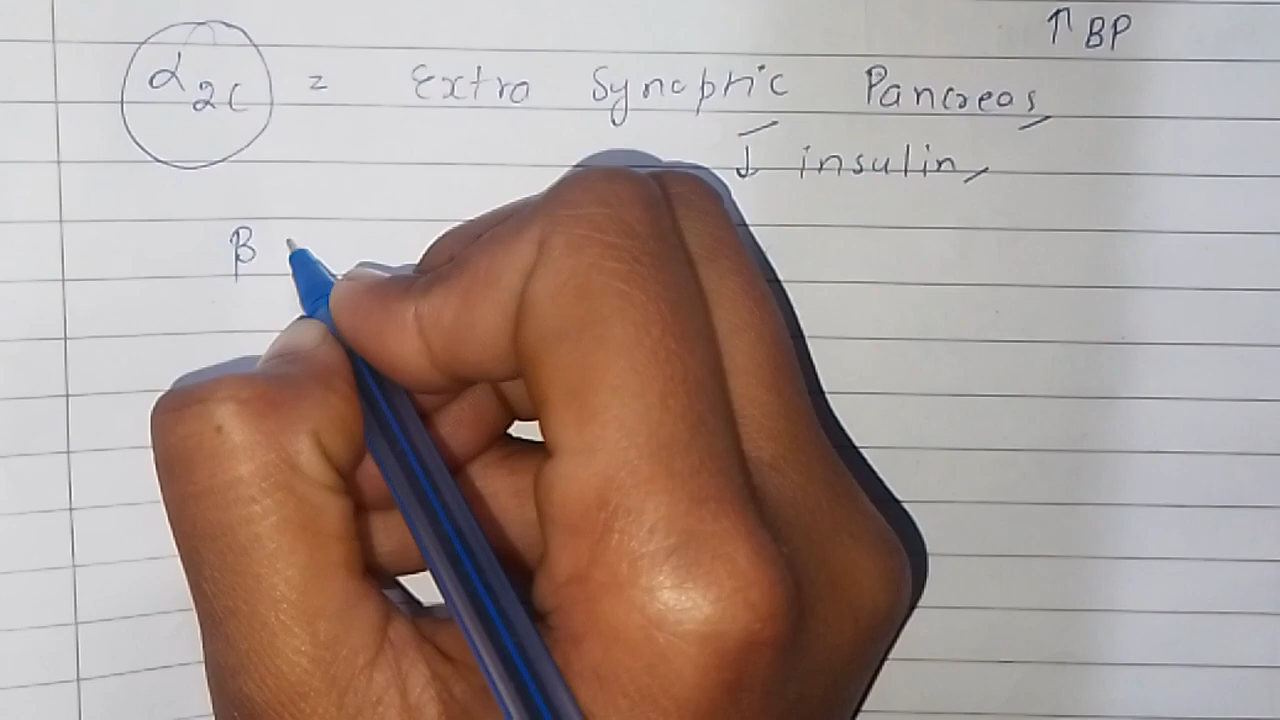 ↑ BP
α2C = Extra Synaptic Pancreas
↓ insulin
β